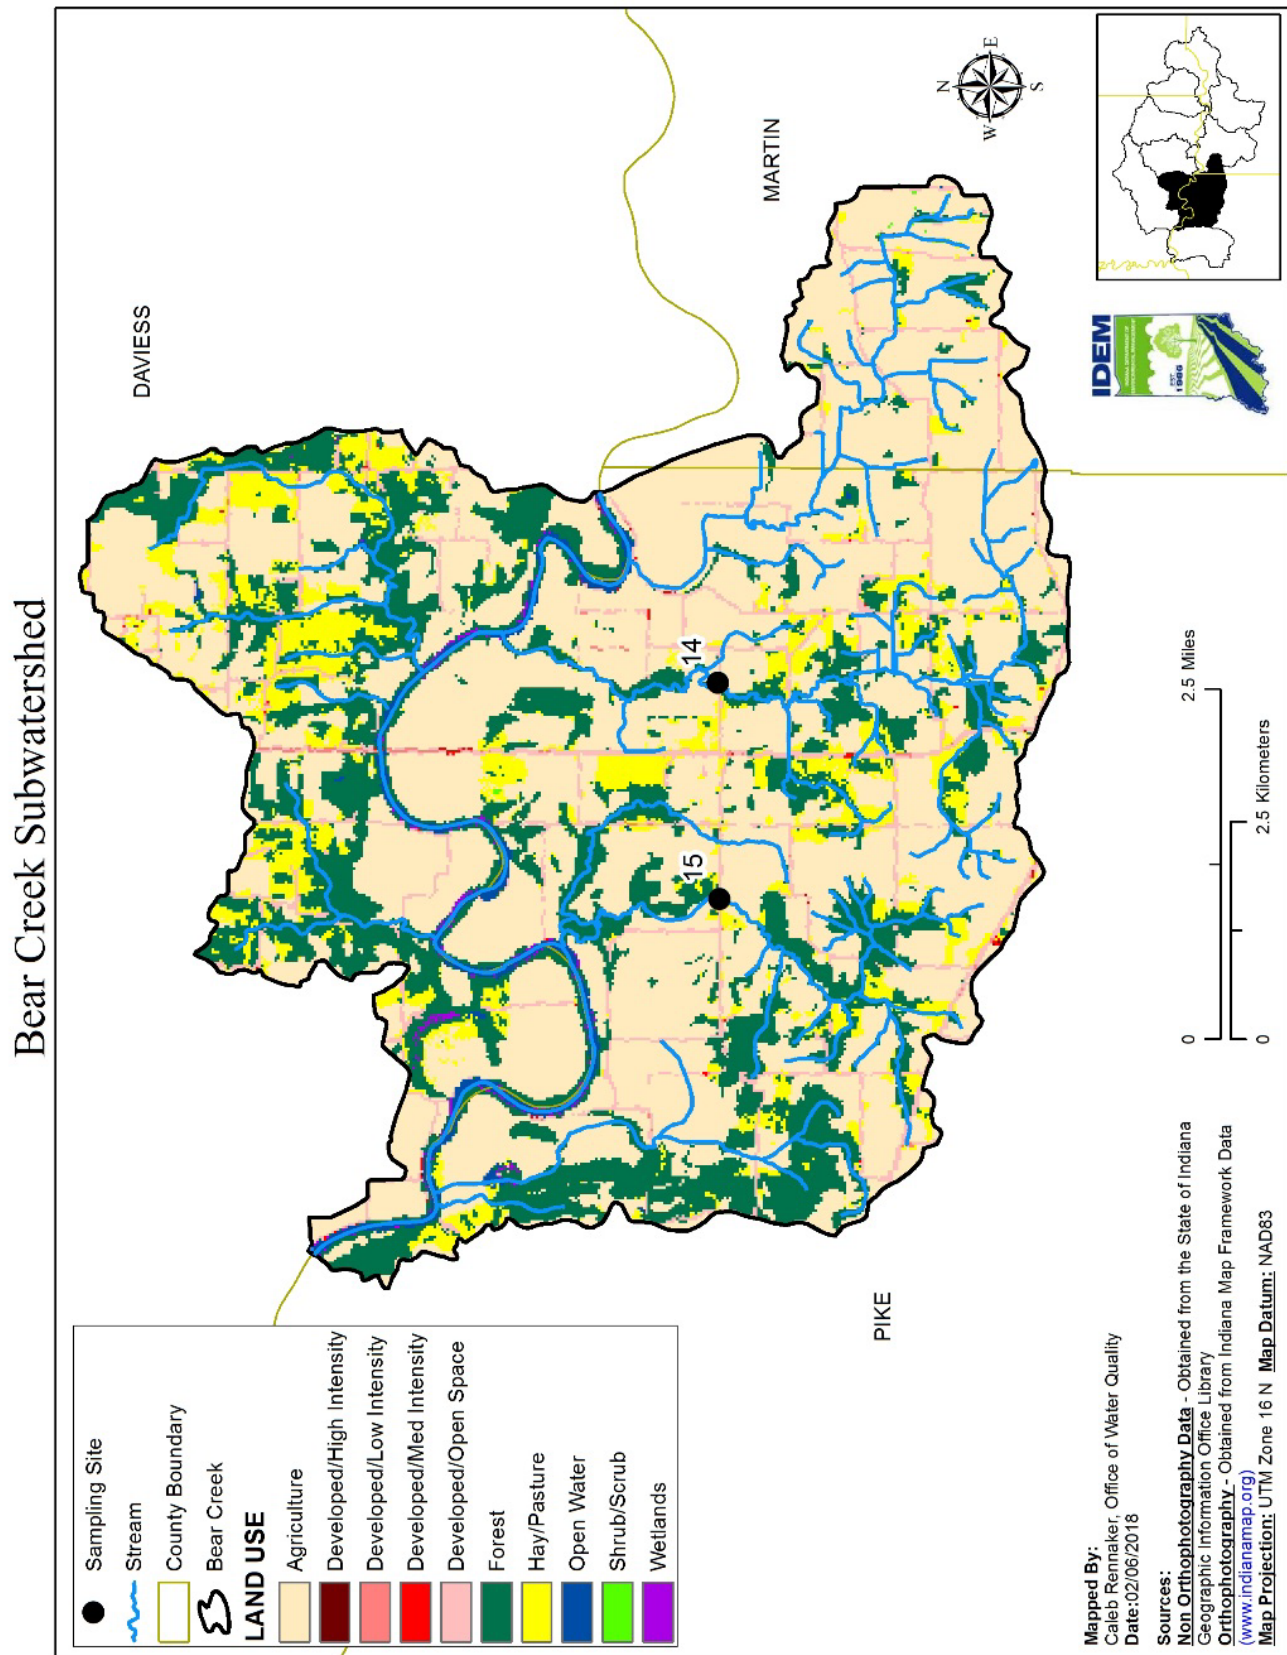 Bear Creek Subwatershed
DAVIESS
MARTIN
PIKE
N
E
S
W
14
15
Sampling Site
Stream
County Boundary
Bear Creek
LAND USE
Agriculture
Developed/High Intensity
Developed/Low Intensity
Developed/Med Intensity
Developed/Open Space
Forest
Hay/Pasture
Open Water
Shrub/Scrub
Wetlands
0 2.5 Miles
0 2.5 Kilometers
IDEM
EST
1986
Mapped By:
Caleb Rennaker, Office of Water Quality
Date:02/06/2018
Sources:
Non Orthophotography Data - Obtained from the State of Indiana
Geographic Information Office Library
Orthophotography - Obtained from Indiana Map Framework Data
(www.indianamap.org)
Map Projection: UTM Zone 16 N Map Datum: NAD83